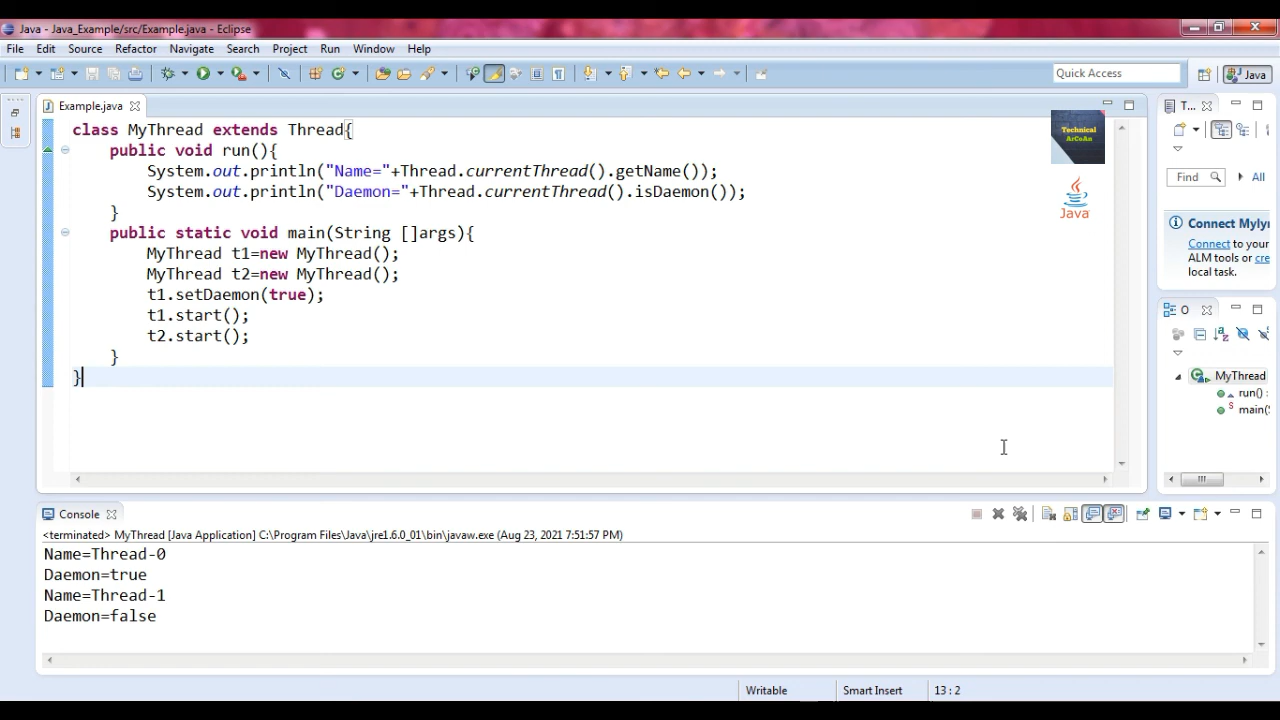 Java - Java_Example/src/Example.java - Eclipse
File Edit Source Refactor Navigate Search Project Run Window Help
Quick Access
Java
Example.java
class MyThread extends Thread{
public void run(){
System.out.println("Name="+Thread.currentThread().getName());
System.out.println("Daemon="+Thread.currentThread().isDaemon());
}
public static void main(String []args){
MyThread t1=new MyThread();
MyThread t2=new MyThread();
t1.setDaemon(true);
t1.start();
t2.start();
}
}
Technical
ArCoAn
Java
T...
Find
All
Connect Myly
Connect to your
ALM tools or cre
local task.
O
MyThread
run() :
main(S
Console
<terminated> MyThread [Java Application] C:\Program Files\Java\jre1.6.0_01\bin\javaw.exe (Aug 23, 2021 7:51:57 PM)
Name=Thread-0
Daemon=true
Name=Thread-1
Daemon=false
Writable
Smart Insert
13 : 2